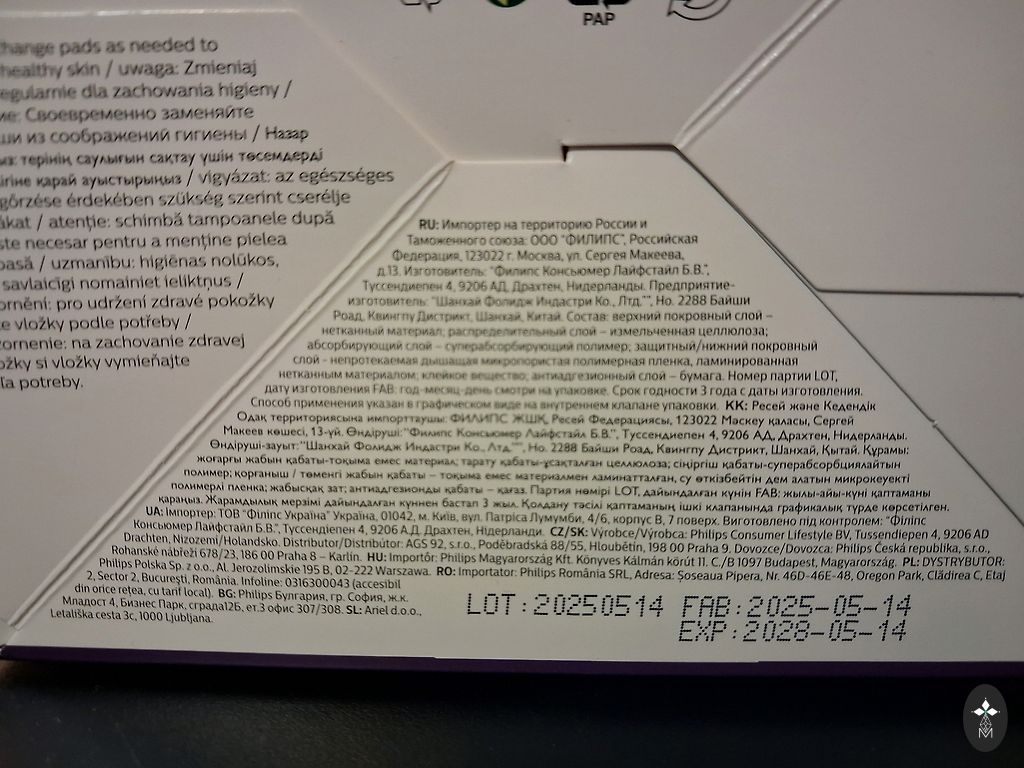 PAP
change pads as needed to
healthy skin / uwaga: Zmieniaj
regularnie dla zachowania higieny /
ие: Своевременно заменяйте
ши из соображений гигиены / Назар
ыз: терінің саулығын сақтау үшін төсемдерді
іріне қарай ауыстырыңыз / vigyázat: az egészséges
gőrzése érdekében szükség szerint cserélje
ákat / atenție: schimbă tampoanele după
ste necesar pentru a menține pielea
oasă / uzmanību: higiēnas nolūkos,
savlaicīgi nomainiet ieliktņus /
ornění: pro udržení zdravé pokožky
te vložky podle potřeby /
zornenie: na zachovanie zdravej
ožky si vložky vymieňajte
ľa potreby.
RU: Импортер на территорию России и
Таможенного союза: ООО "ФИЛИПС", Российская
Федерация, 123022 г. Москва, ул. Сергея Макеева,
д.13. Изготовитель: "Филипс Консьюмер Лайфстайл Б.В.",
Туссендиепен 4, 9206 АД, Драхтен, Нидерланды. Предприятие-
изготовитель: "Шанхай Фолидж Индастри Ко., Лтд."", Но. 2288 Байши
Роад, Квингпу Дистрикт, Шанхай, Китай. Состав: верхний покровный слой –
нетканный материал; распределительный слой – измельченная целлюлоза;
абсорбирующий слой – суперабсорбирующий полимер; защитный/нижний покровный
слой - непротекаемая дышащая микропористая полимерная пленка, ламинированная
нетканным материалом; клейкое вещество; антиадгезионный слой – бумага. Номер партии LOT,
дату изготовления FAB: год-месяц-день смотри на упаковке. Срок годности 3 года с даты изготовления.
Способ применения указан в графическом виде на внутреннем клапане упаковки. KK: Ресей және Кедендік
Одақ территориясына импорттаушы: ФИЛИПС ЖШҚ, Ресей Федерациясы, 123022 Мәскеу қаласы, Сергей
Макеев көшесі, 13-үй. Өндіруші:"Филипс Консьюмер Лайфстайл Б.В.", Туссендиепен 4, 9206 АД, Драхтен, Нидерланды.
Өндіруші-зауыт:"Шанхай Фолидж Индастри Ко., Лтд."", Но. 2288 Байши Роад, Квингпу Дистрикт, Шанхай, Қытай. Құрамы:
жоғарғы жабын қабаты-тоқыма емес материал; тарату қабаты-ұсақталған целлюлоза; сіңіргіш қабаты-суперабсорбциялайтын
полимер; қорғаныш / төменгі жабын қабаты – тоқыма емес материалмен ламинатталған, су өткізбейтін дем алатын микрокеуекті
полимерлі пленка; жабысқақ зат; антиадгезионды қабаты – қағаз. Партия нөмірі LOT, дайындалған күнін FAB: жылы-айы-күні қаптаманы
қараңыз. Жарамдылық мерзімі дайындалған күннен бастап 3 жыл. Қолдану тәсілі қаптаманың ішкі клапанында графикалық түрде көрсетілген.
UA: Імпортер: ТОВ "Філіпс Україна" Україна, 01042, м. Київ, вул. Патріса Лумумби, 4/6, корпус В, 7 поверх. Виготовлено під контролем: "Філіпс
Консьюмер Лайфстайл Б.В.", Туссендиепен 4, 9206 А.Д. Драхтен, Нідерланди. CZ/SK: Výrobce/Výrobca: Philips Consumer Lifestyle BV, Tussendiepen 4, 9206 AD
Drachten, Nizozemí/Holandsko. Distributor/Distribútor: AGS 92, s.r.o., Poděbradská 88/55, Hloubětín, 198 00 Praha 9. Dovozce/Dovozca: Philips Česká republika, s.r.o.,
Rohanské nábřeží 678/23, 186 00 Praha 8 – Karlín. HU: Importőr: Philips Magyarország Kft. Könyves Kálmán körút 11. C./B 1097 Budapest, Magyarország. PL: DYSTRYBUTOR:
Philips Polska Sp. z o.o., Al. Jerozolimskie 195 B, 02-222 Warszawa. RO: Importator: Philips România SRL, Adresa: Șoseaua Pipera, Nr. 46D-46E-48, Oregon Park, Clădirea C, Etaj
2, Sector 2, București, România. Infoline: 0316300043 (accesibil
din orice rețea, cu tarif local). BG: Philips Булгария, гр. София, ж.к.
Младост 4, Бизнес Парк, сграда12б, ет.3 офис 307/308. SL: Ariel d.o.o.,
Letališka cesta 3c, 1000 Ljubljana.
LOT:20250514 FAB:2025-05-14
EXP:2028-05-14
M